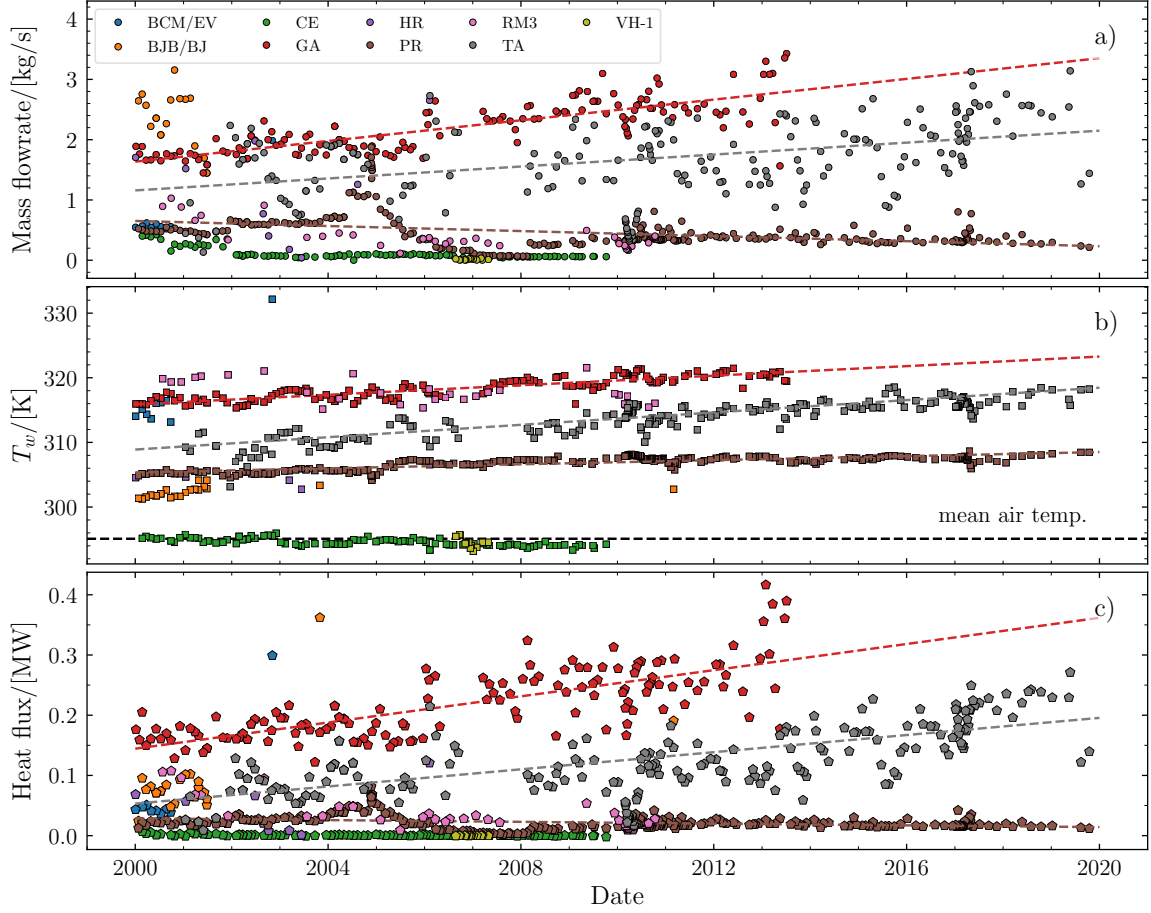 BCM/EV CE HR RM3 VH-1
BJB/BJ GA PR TA
a)
Mass flowrate/[kg/s]
4
3
2
1
0
b)
T_w/[K]
330
320
310
300
mean air temp.
c)
Heat flux/[MW]
0.4
0.3
0.2
0.1
0.0
2000 2004 2008 2012 2016 2020
Date